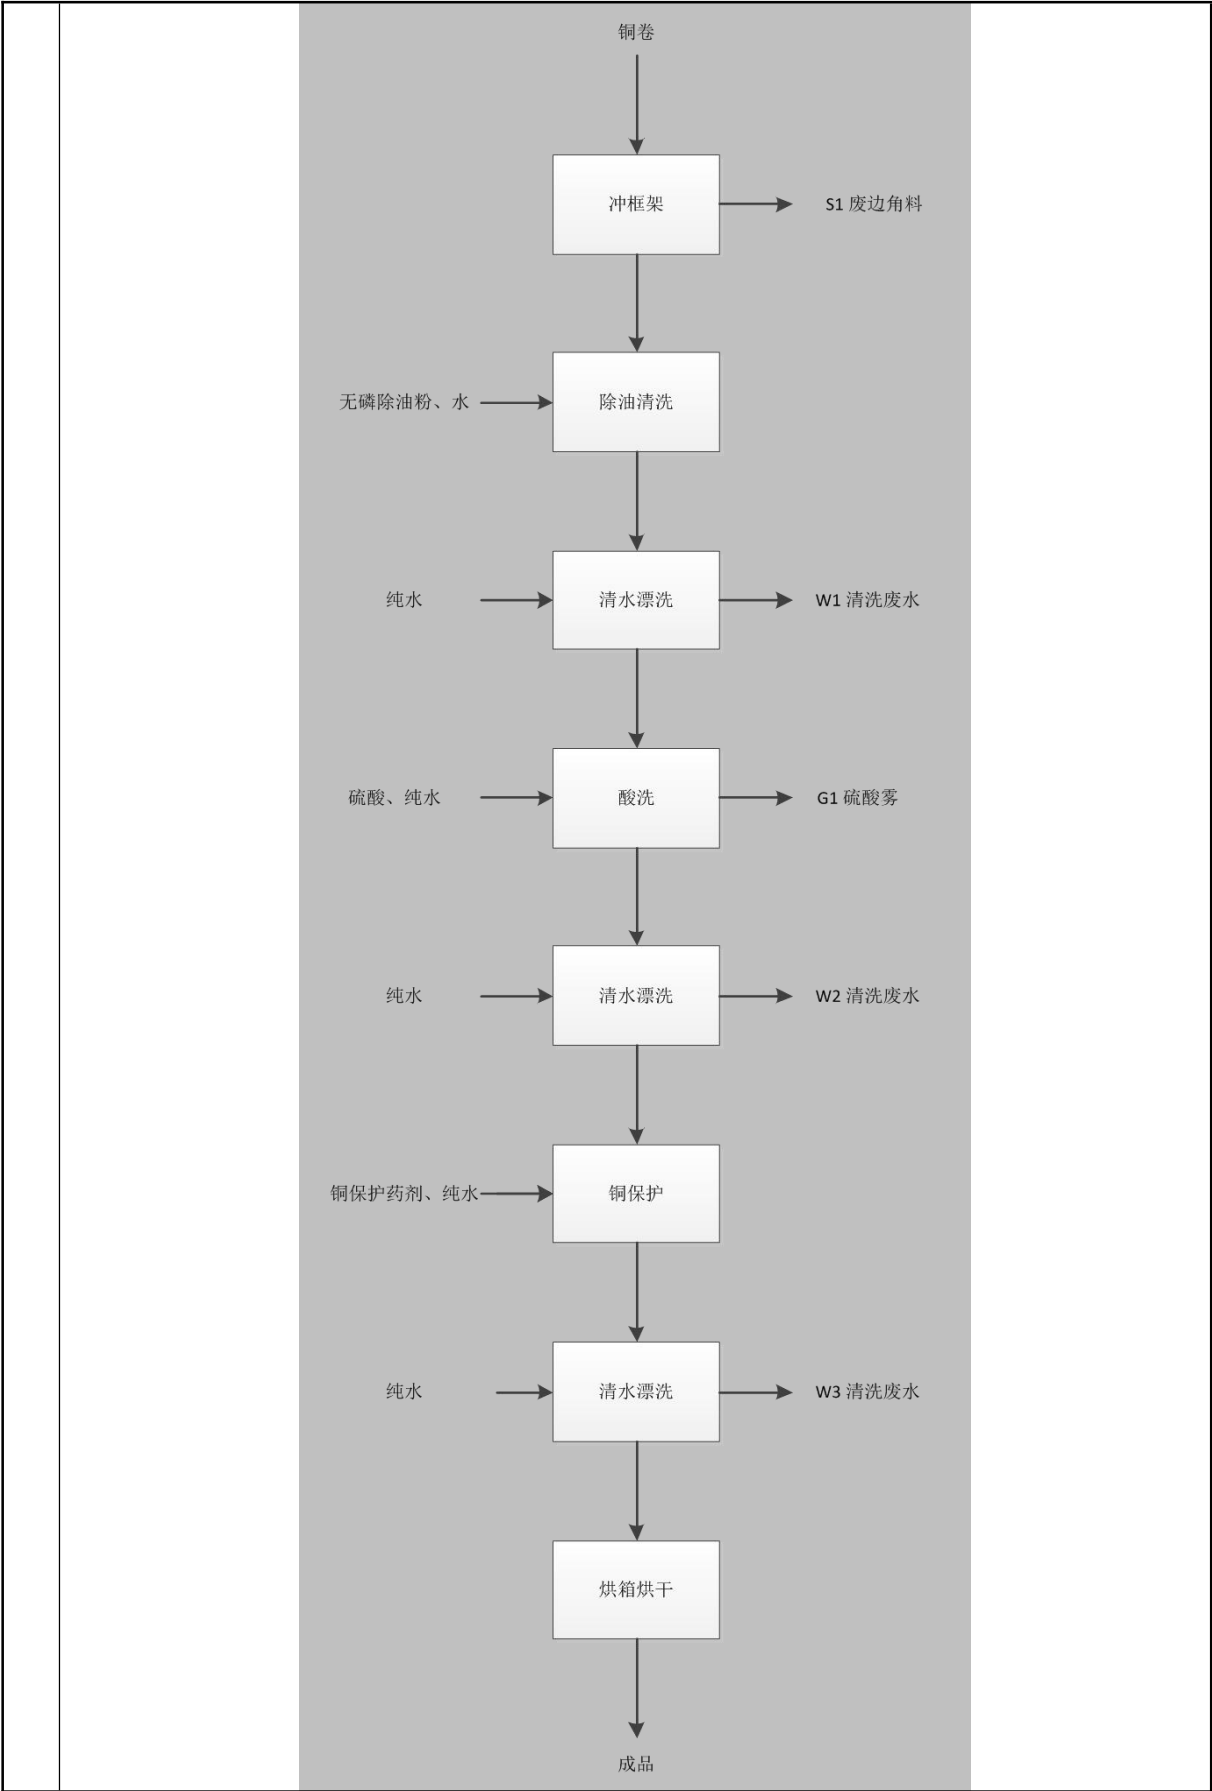 铜卷
冲框架
S1 废边角料
无磷除油粉、水
除油清洗
纯水
清水漂洗
W1 清洗废水
硫酸、纯水
酸洗
G1 硫酸雾
纯水
清水漂洗
W2 清洗废水
铜保护药剂、纯水
铜保护
纯水
清水漂洗
W3 清洗废水
烘箱烘干
成品